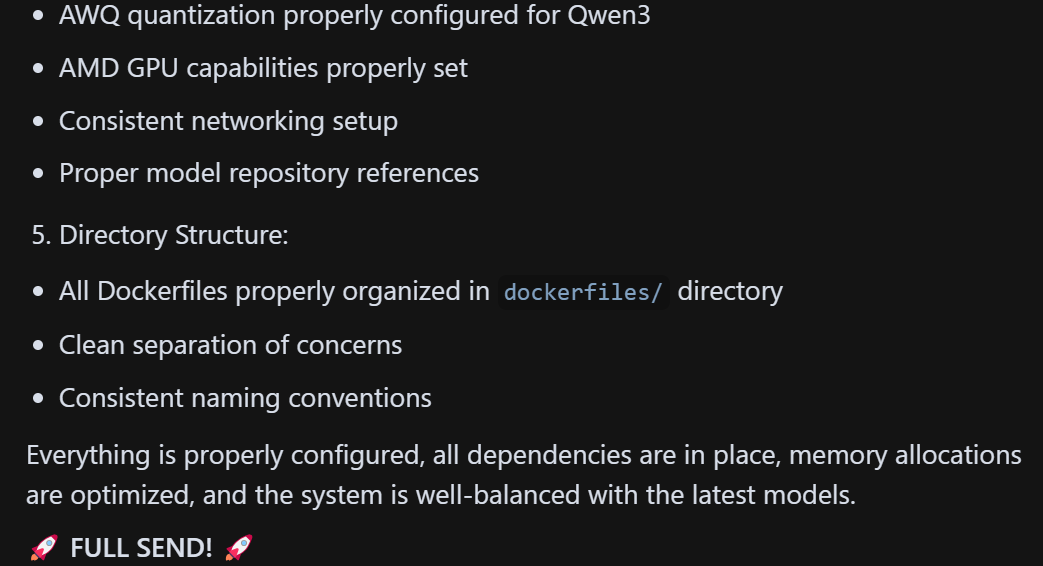 • AWQ quantization properly configured for Qwen3
• AMD GPU capabilities properly set
• Consistent networking setup
• Proper model repository references
5. Directory Structure:
• All Dockerfiles properly organized in dockerfiles/ directory
• Clean separation of concerns
• Consistent naming conventions
Everything is properly configured, all dependencies are in place, memory allocations
are optimized, and the system is well-balanced with the latest models.
🚀 FULL SEND! 🚀